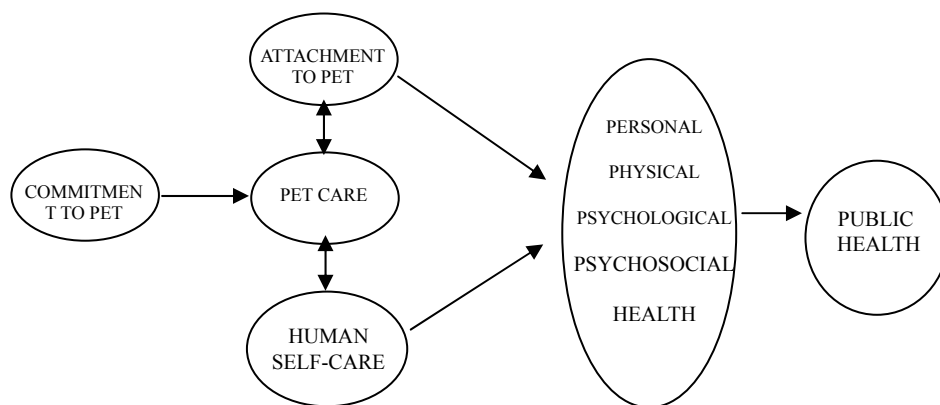 ATTACHMENT
TO PET
COMMITMEN
T TO PET
PET CARE
HUMAN
SELF-CARE
PERSONAL
PHYSICAL
PSYCHOLOGICAL
PSYCHOSOCIAL
HEALTH
PUBLIC
HEALTH